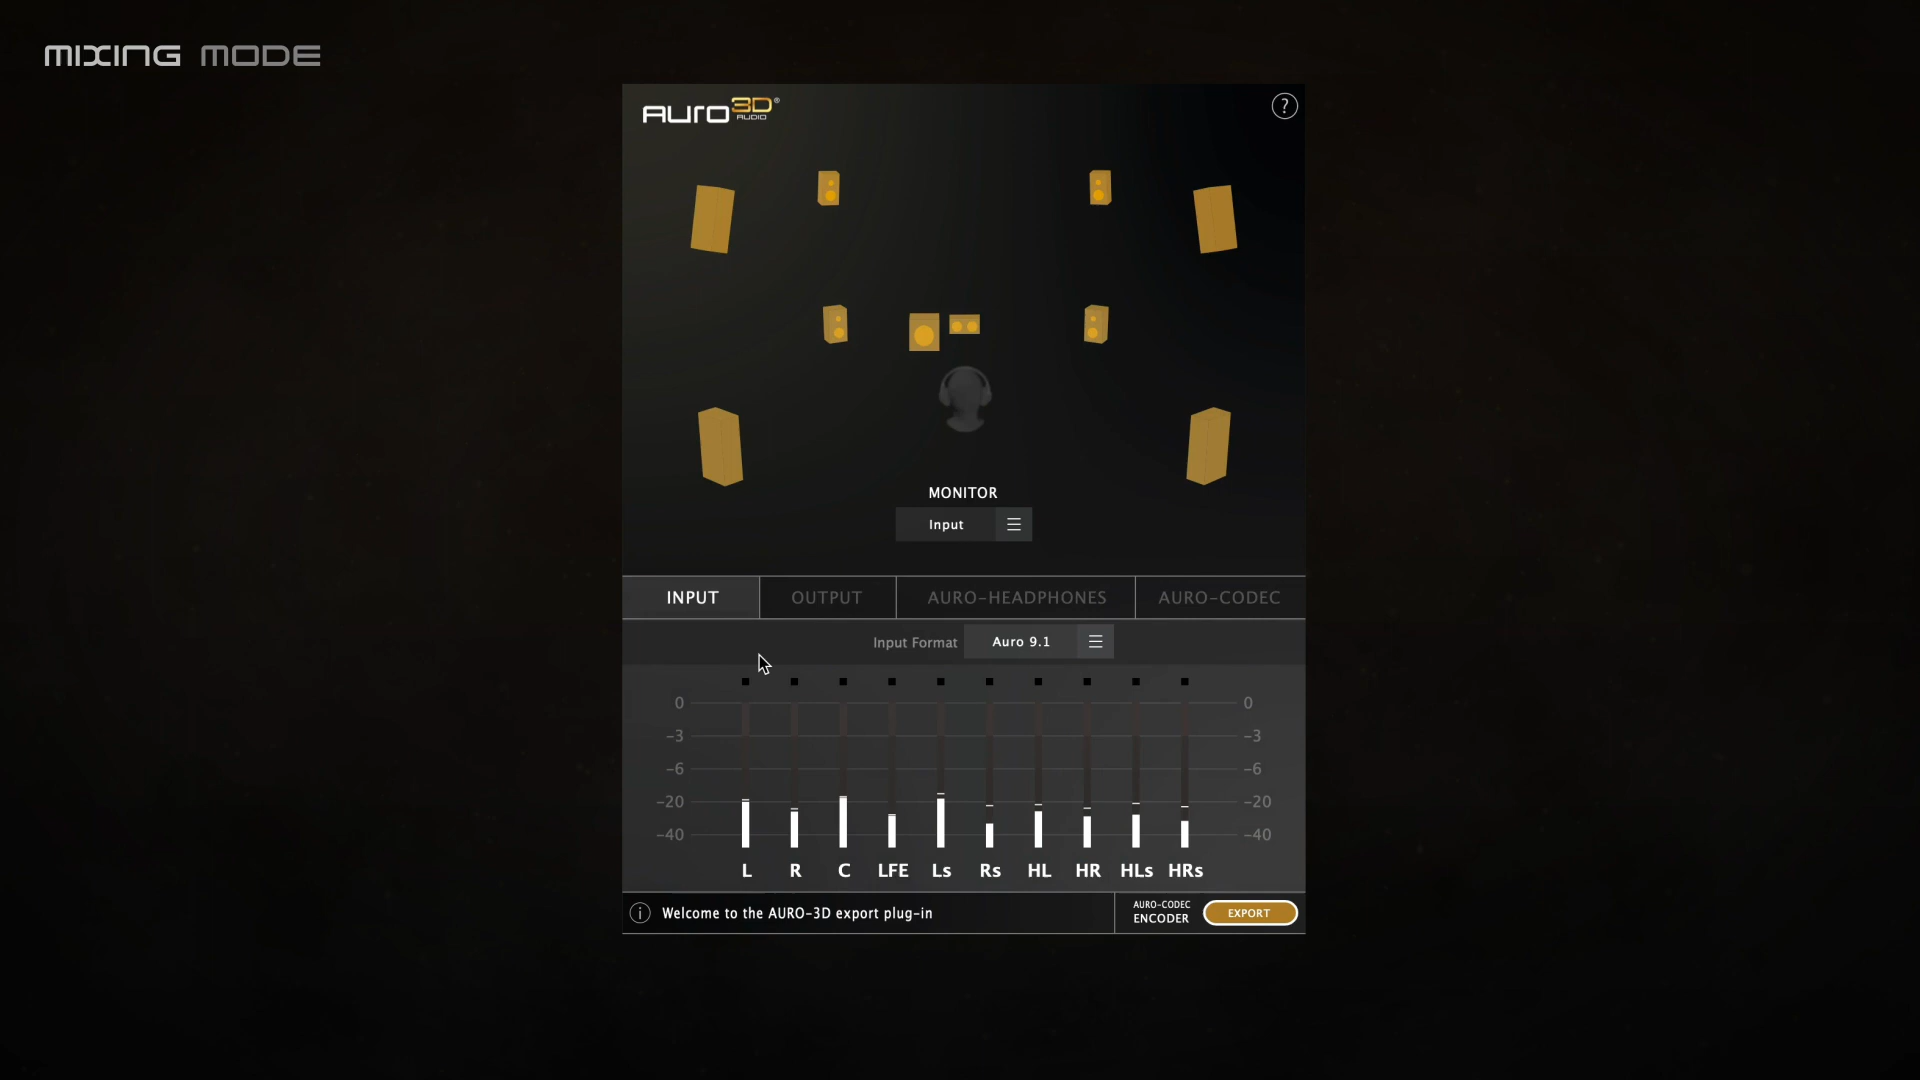 MIXING MODE
AURO 3D®
AUDIO
?
MONITOR
Input
INPUT OUTPUT AURO-HEADPHONES AURO-CODEC
Input Format Auro 9.1
0 0
-3 -3
-6 -6
-20 -20
-40 -40
L R C LFE Ls Rs HL HR HLs HRs
i Welcome to the AURO-3D export plug-in
AURO-CODEC
ENCODER
EXPORT